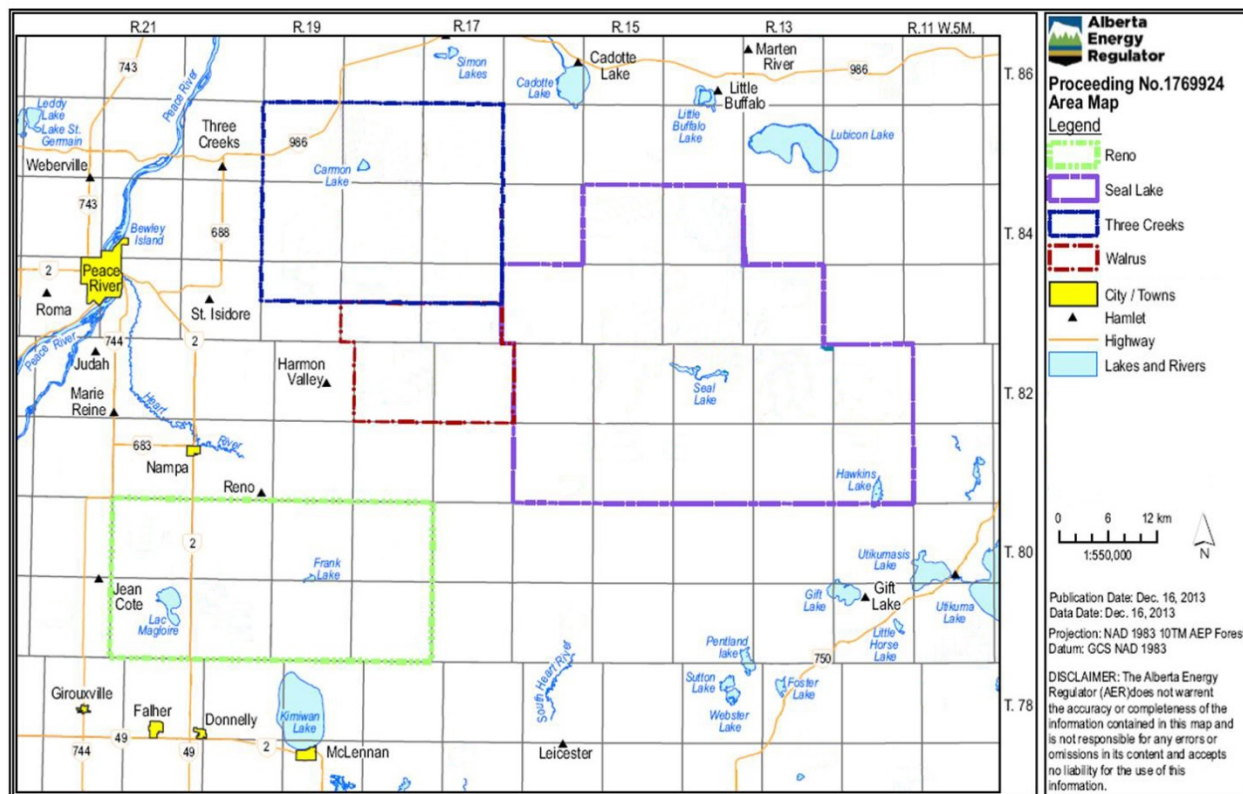 R.21 R.19 R.17 R.15 R.13 R.11 W.5M.
T. 86
T. 84
T. 82
T. 80
T. 78
743
Peace River
Simon
Lakes
Cadotte
Lake
Cadotte
Lake
Marten
River
986
Little
Buffalo
Little
Buffalo
Lake
Lubicon Lake
Leddy
Lake
Lake St.
Germain
Weberville
Three
Creeks
986
Carmon
Lake
743
688
Bewley
Island
2
Peace
River
Roma
St. Isidore
Peace River
744
Judah
2
Harmon
Valley
Marie
Reine
Heart
River
683
Nampa
Seal
Lake
Hawkins
Lake
Reno
2
Frank
Lake
Jean
Cote
Lac
Magloire
Utikumasis
Lake
Gift
Lake
Gift
Lake
Utikuma
Lake
Little
Horse
Lake
Pentland
lake
750
South Heart River
Sutton
Lake
Foster
Lake
Webster
Lake
Girouxville
Falher
Donnelly
Kimiwan
Lake
744
49
49
2
McLennan
Leicester
Alberta
Energy
Regulator
Proceeding No.1769924
Area Map
Legend
Reno
Seal Lake
Three Creeks
Walrus
City / Towns
Hamlet
Highway
Lakes and Rivers
0 6 12 km
1:550,000
N
Publication Date: Dec. 16, 2013
Data Date: Dec. 16, 2013
Projection: NAD 1983 10TM AEP Forest
Datum: GCS NAD 1983
DISCLAIMER: The Alberta Energy
Regulator (AER)does not warrent
the accuracy or completeness of the
information contained in this map and
is not responsible for any errors or
omissions in its content and accepts
no liability for the use of this
information.